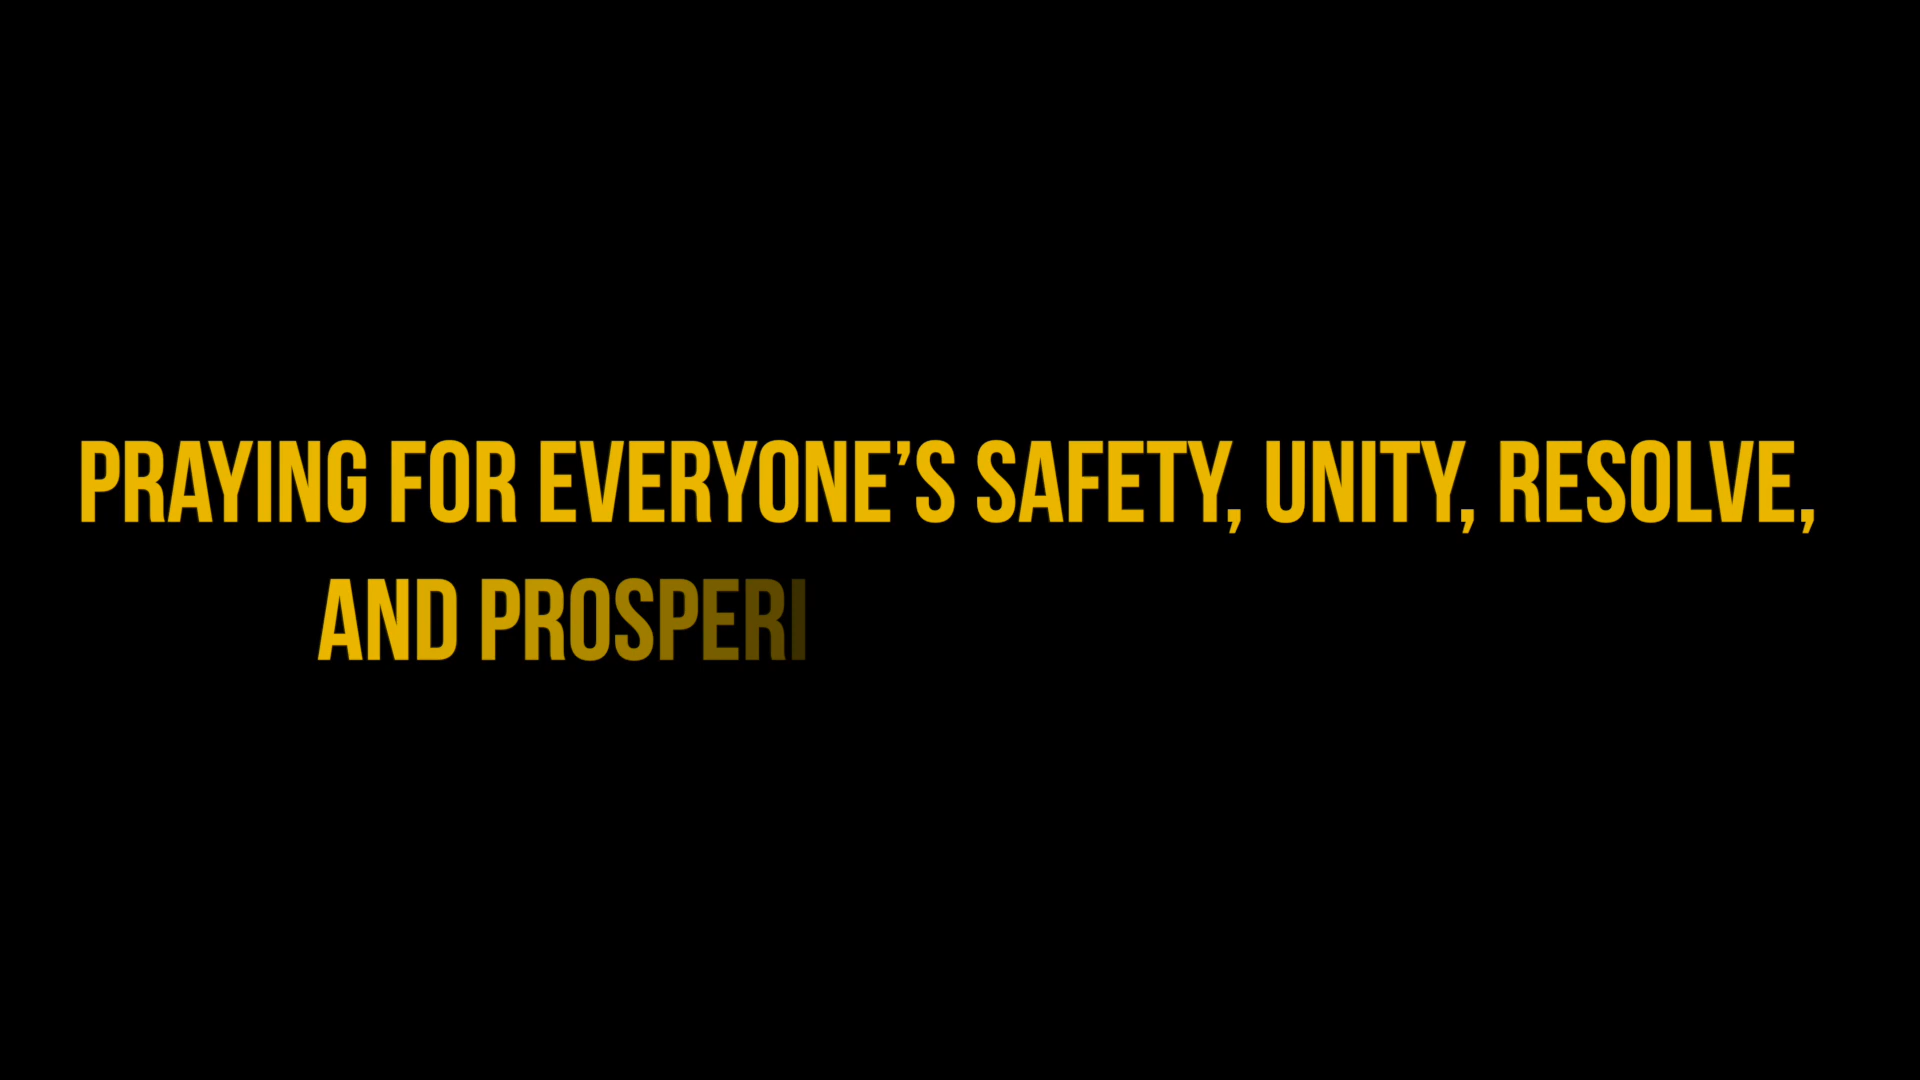 PRAYING FOR EVERYONE’S SAFETY, UNITY, RESOLVE,
AND PROSPERI